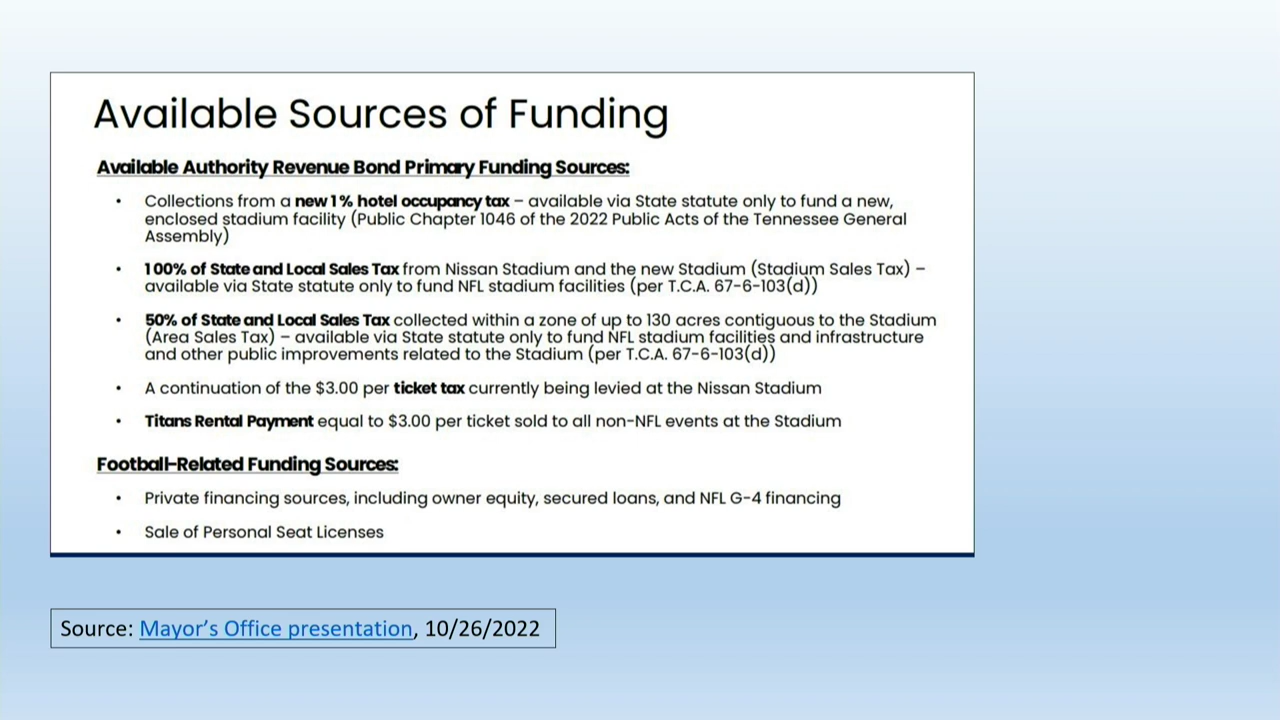 Available Sources of Funding
Available Authority Revenue Bond Primary Funding Sources:
• Collections from a new 1% hotel occupancy tax – available via State statute only to fund a new,
enclosed stadium facility (Public Chapter 1046 of the 2022 Public Acts of the Tennessee General
Assembly)
• 100% of State and Local Sales Tax from Nissan Stadium and the new Stadium (Stadium Sales Tax) –
available via State statute only to fund NFL stadium facilities (per T.C.A. 67-6-103(d))
• 50% of State and Local Sales Tax collected within a zone of up to 130 acres contiguous to the Stadium
(Area Sales Tax) – available via State statute only to fund NFL stadium facilities and infrastructure
and other public improvements related to the Stadium (per T.C.A. 67-6-103(d))
• A continuation of the $3.00 per ticket tax currently being levied at the Nissan Stadium
• Titans Rental Payment equal to $3.00 per ticket sold to all non-NFL events at the Stadium
Football-Related Funding Sources:
• Private financing sources, including owner equity, secured loans, and NFL G-4 financing
• Sale of Personal Seat Licenses
Source: Mayor’s Office presentation, 10/26/2022